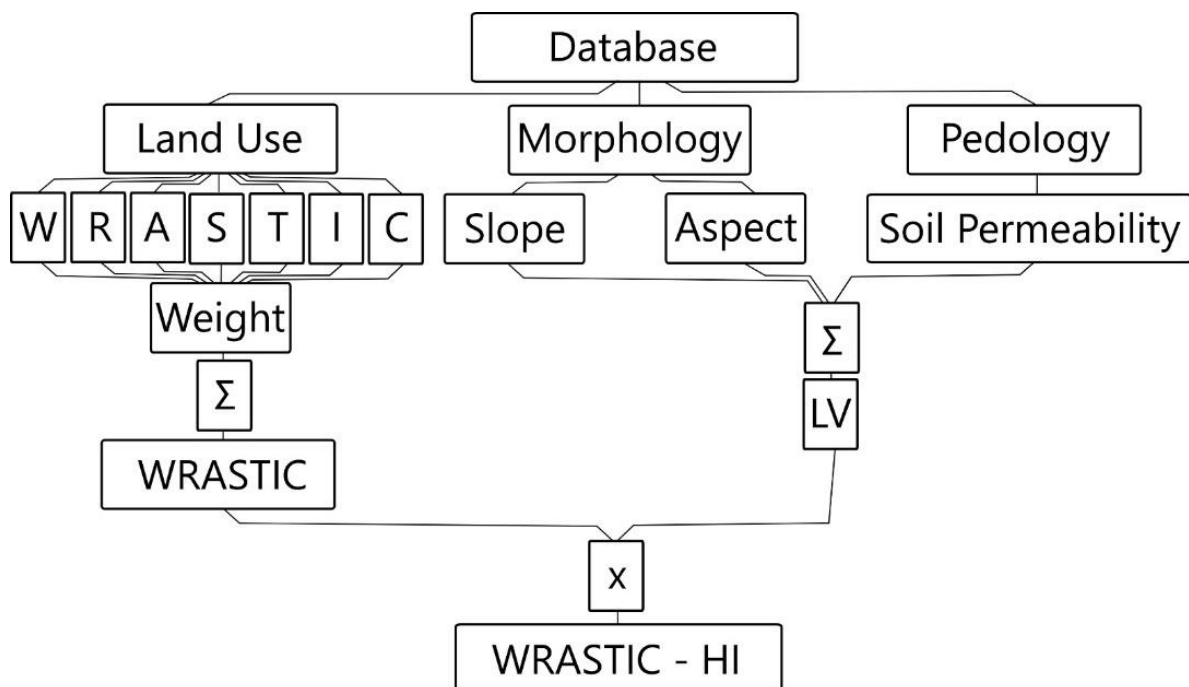 Database
Land Use
Morphology
Pedology
W
R
A
S
T
I
C
Slope
Aspect
Soil Permeability
Weight
Σ
Σ
LV
WRASTIC
x
WRASTIC - HI